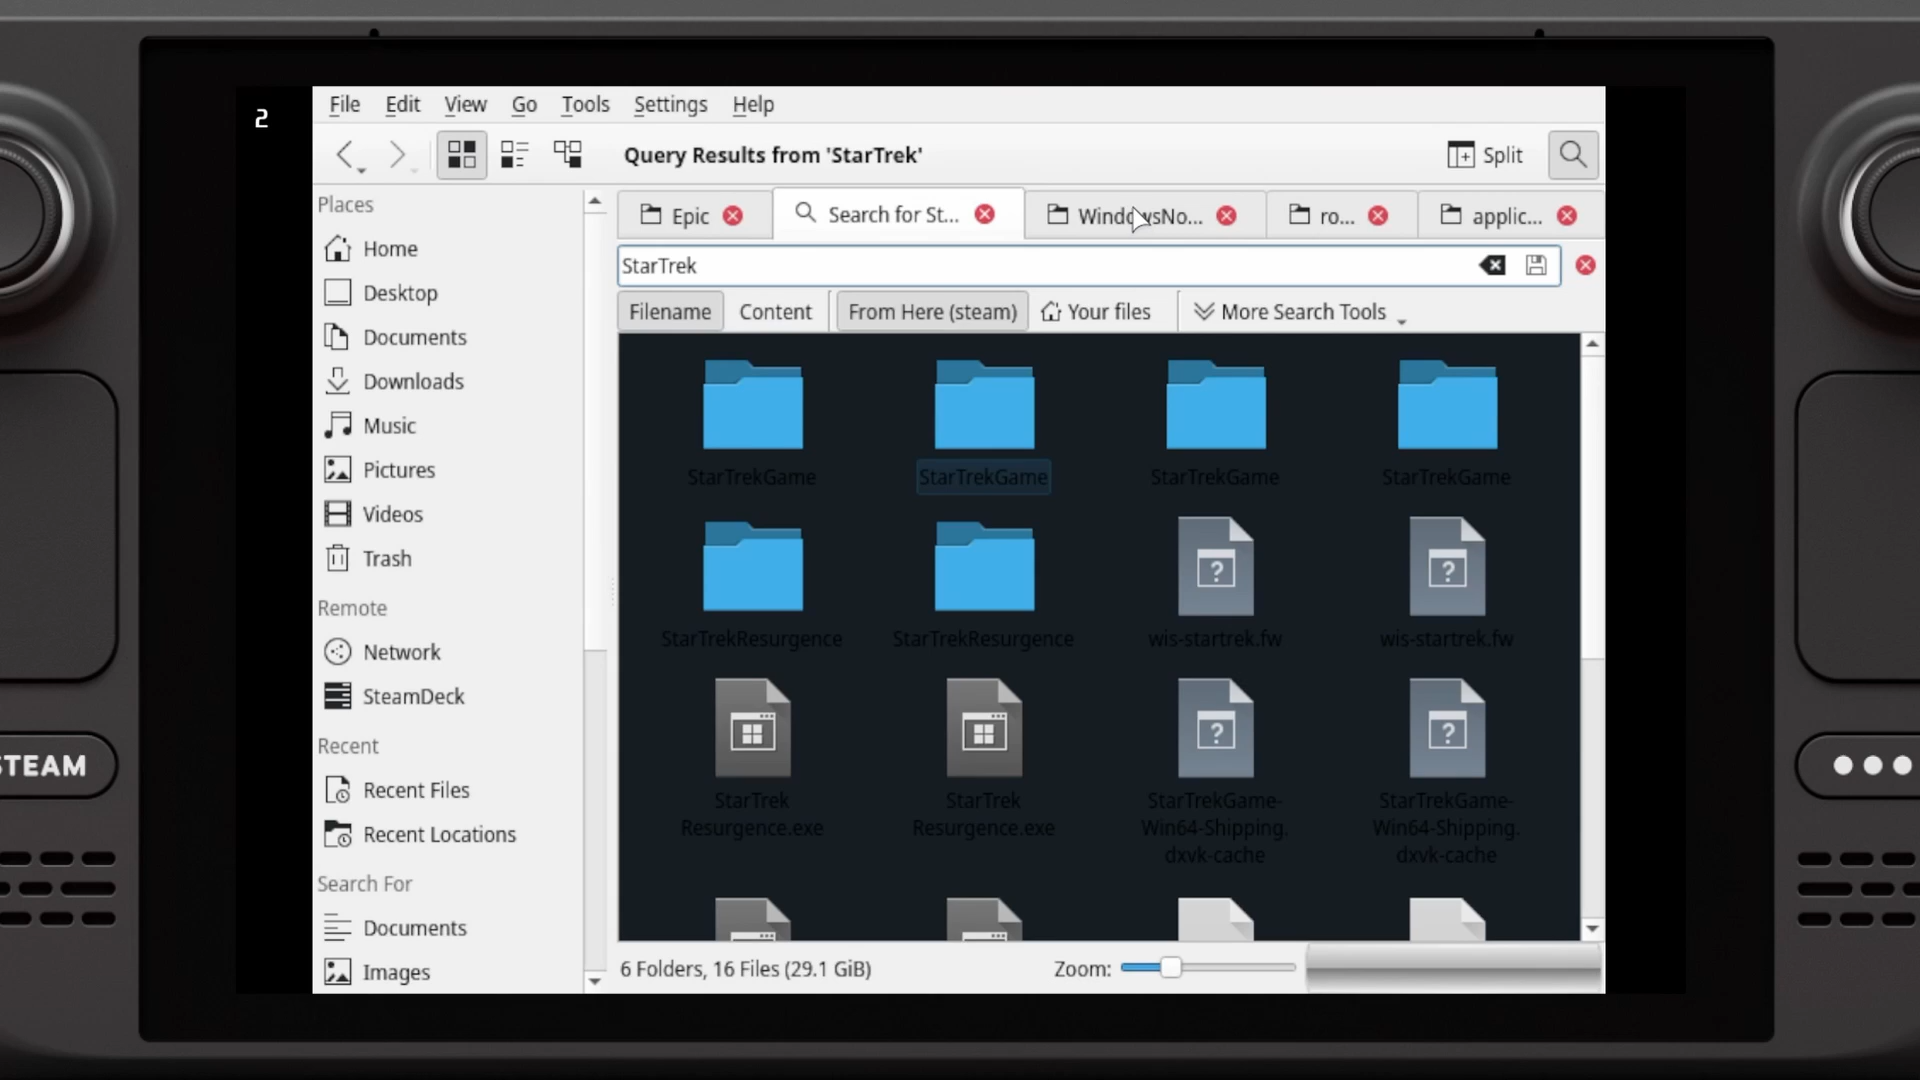 2
File Edit View Go Tools Settings Help
Query Results from 'StarTrek'
Split
Places
Home
Desktop
Documents
Downloads
Music
Pictures
Videos
Trash
Remote
Network
SteamDeck
Recent
Recent Files
Recent Locations
Search For
Documents
Images
Epic
Search for St...
WindowsNo...
ro...
applic...
StarTrek
Filename Content From Here (steam) Your files More Search Tools
StarTrekGame StarTrekGame StarTrekGame StarTrekGame
StarTrekResurgence StarTrekResurgence wis-startrek.fw wis-startrek.fw
StarTrek
Resurgence.exe
StarTrek
Resurgence.exe
StarTrekGame-
Win64-Shipping.
dxvk-cache
StarTrekGame-
Win64-Shipping.
dxvk-cache
6 Folders, 16 Files (29.1 GiB)
Zoom:
STEAM